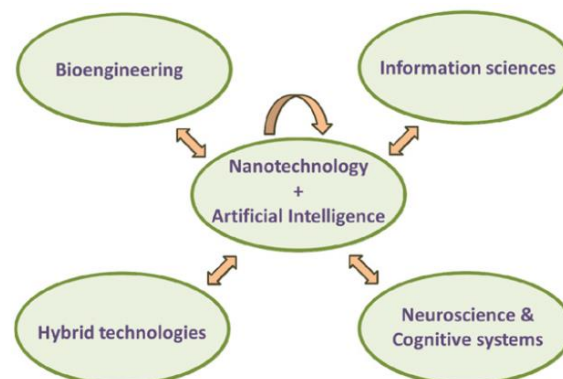 Bioengineering
Information sciences
Nanotechnology
+
Artificial Intelligence
Hybrid technologies
Neuroscience &
Cognitive systems